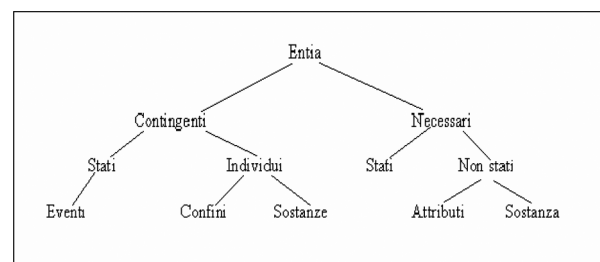 Entia
Contingenti Necessari
Stati Individui Stati Non stati
Eventi Confini Sostanze Attributi Sostanza